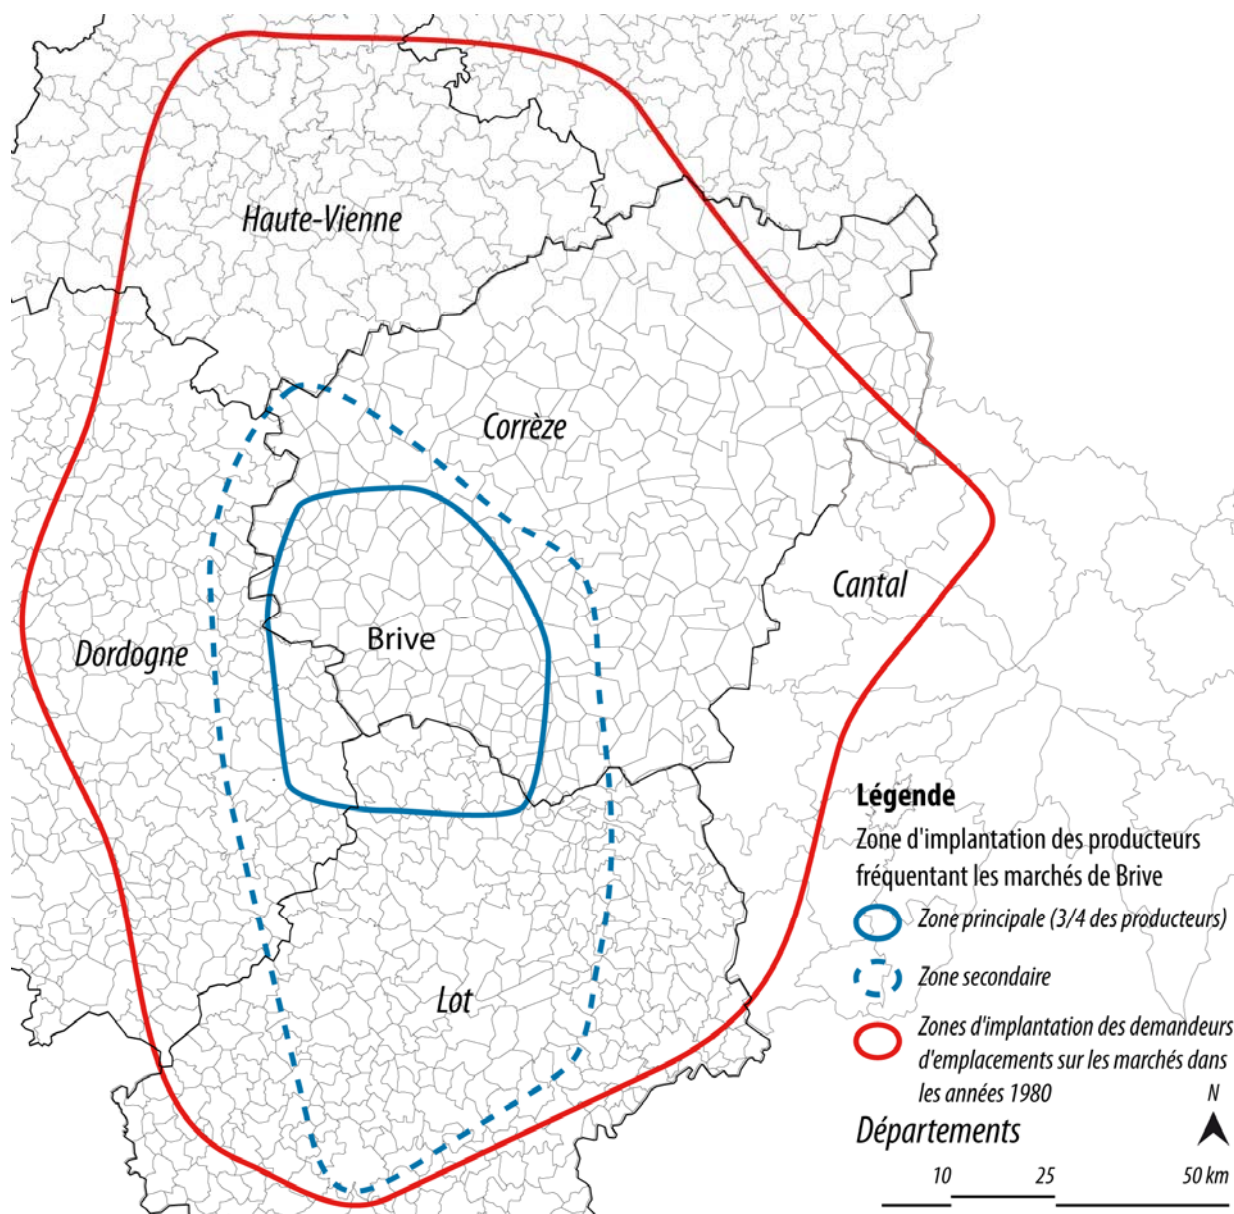 Haute-Vienne
Corrèze
Cantal
Brive
Dordogne
Lot
Légende
Zone d'implantation des producteurs
fréquentant les marchés de Brive
Zone principale (3/4 des producteurs)
Zone secondaire
Zones d'implantation des demandeurs
d'emplacements sur les marchés dans
les années 1980
N
Départements
10 25 50 km